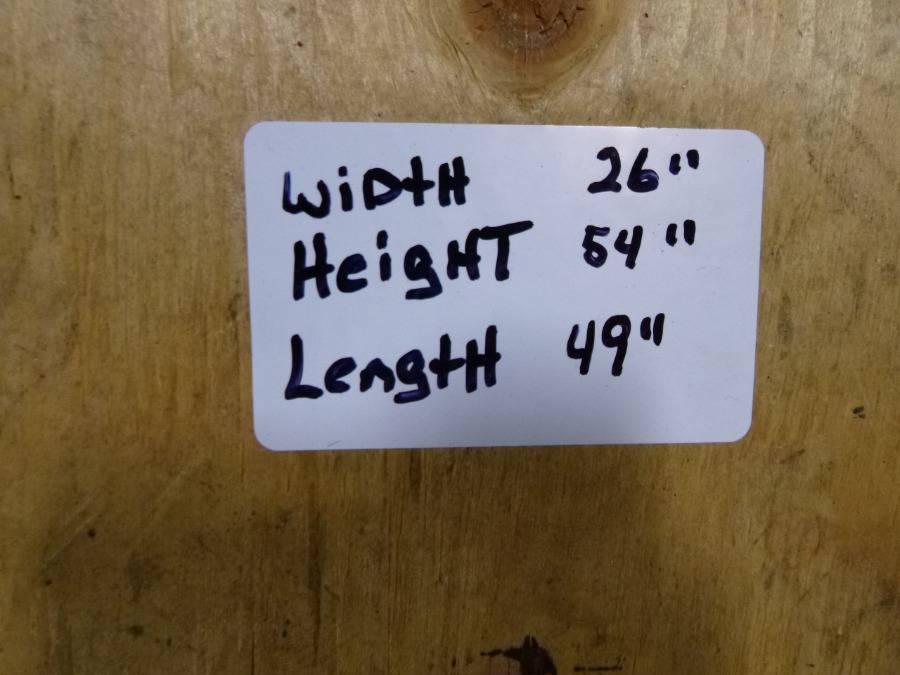 WiDtH 26"
HeigHT 54"
LengtH 49"